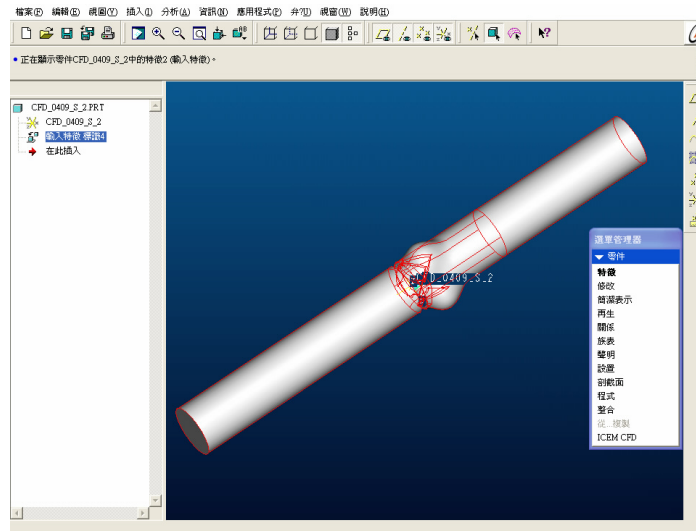 檔案(F) 編輯(E) 視圖(V) 插入(I) 分析(A) 資訊(N) 應用程式(P) 弁ㄇ 視窗(W) 說明(H)
正在顯示零件CFD_0409_S_2中的特徵2 (輸入特徵)。
CFD_0409_S_2.PRT
CFD_0409_S_2
輸入特徵 標識4
在此插入
CFD_0409_S_2
選單管理器
零件
特徵
修改
簡潔表示
再生
關係
族表
聲明
設置
剖截面
程式
整合
從...複製
ICEM CFD